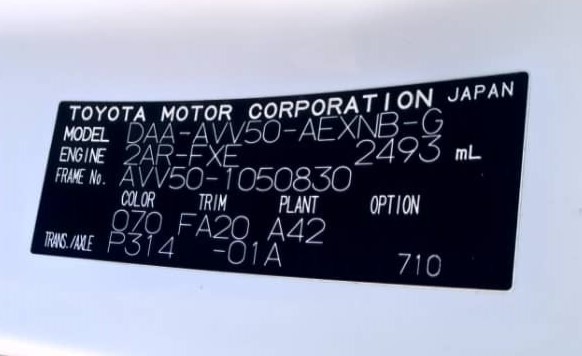 TOYOTA MOTOR CORPORATION JAPAN
MODEL DAA-AVV50-AEXNB-G
ENGINE 2AR-FXE 2493 mL
FRAME No. AVV50-1050830
COLOR TRIM PLANT OPTION
070 FA20 A42
TRANS./AXLE P314 -01A 710